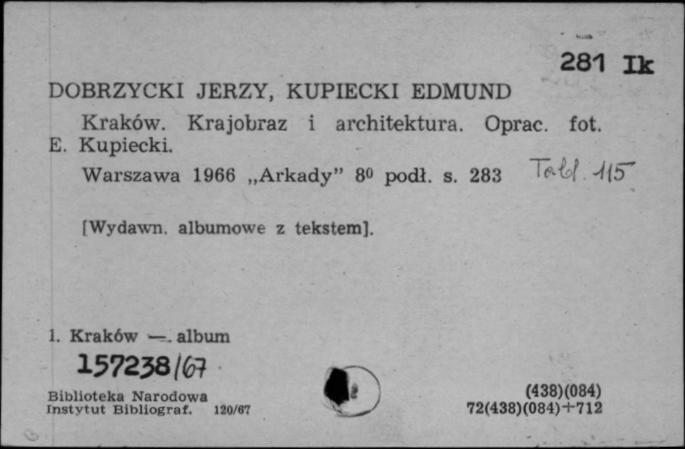 281 Ik
DOBRZYCKI JERZY, KUPIECKI EDMUND
Kraków. Krajobraz i architektura. Oprac. fot.
E. Kupiecki.
Warszawa 1966 „Arkady” 8⁰ podł. s. 283 Tabl. 115
[Wydawn. albumowe z tekstem].
1. Kraków — album
157238/67
Biblioteka Narodowa (438)(084)
Instytut Bibliograf. 120/67 72(438)(084)+712